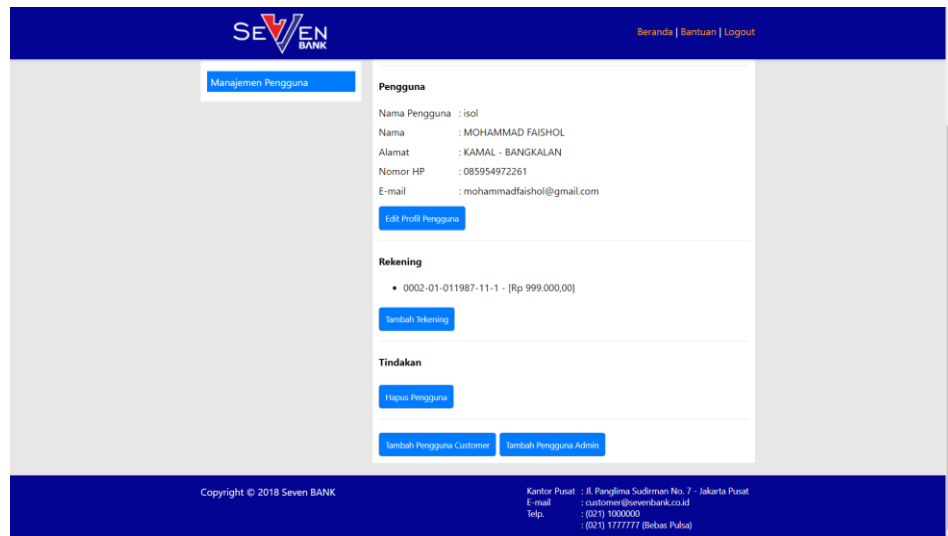 SEVEN
BANK
Beranda | Bantuan | Logout
Manajemen Pengguna
Pengguna
Nama Pengguna : isol
Nama : MOHAMMAD FAISHOL
Alamat : KAMAL - BANGKALAN
Nomor HP : 085954972261
E-mail : mohammadfaishol@gmail.com
Edit Profil Pengguna
Rekening
• 0002-01-011987-11-1 - [Rp 999.000,00]
Tambah Tekening
Tindakan
Hapus Pengguna
Tambah Pengguna Customer Tambah Pengguna Admin
Copyright © 2018 Seven BANK
Kantor Pusat : Jl. Panglima Sudirman No. 7 - Jakarta Pusat
E-mail : customer@sevenbank.co.id
Telp. : (021) 1000000
: (021) 1777777 (Bebas Pulsa)